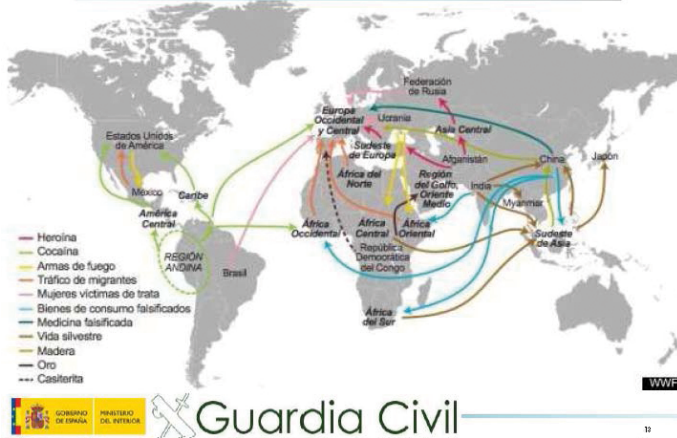 Federación
de Rusia
Europa
Occidental
y Central
Ucrania
Estados Unidos
de América
Sudeste
de Europa
Asia Central
China
Japón
Afganistán
México
Caribe
África del
Norte
Región
del Golfo,
Oriente
Medio
India
Myanmar
América
Central
África
Occidental
África
Central
África
Oriental
Sudeste
de Asia
REGIÓN
ANDINA
Brasil
República
Democrática
del Congo
África
del Sur
Heroína
Cocaína
Armas de fuego
Tráfico de migrantes
Mujeres víctimas de trata
Bienes de consumo falsificados
Medicina falsificada
Vida silvestre
Madera
Oro
Casiterita
WWF
GOBIERNO
DE ESPAÑA
MINISTERIO
DEL INTERIOR
Guardia Civil